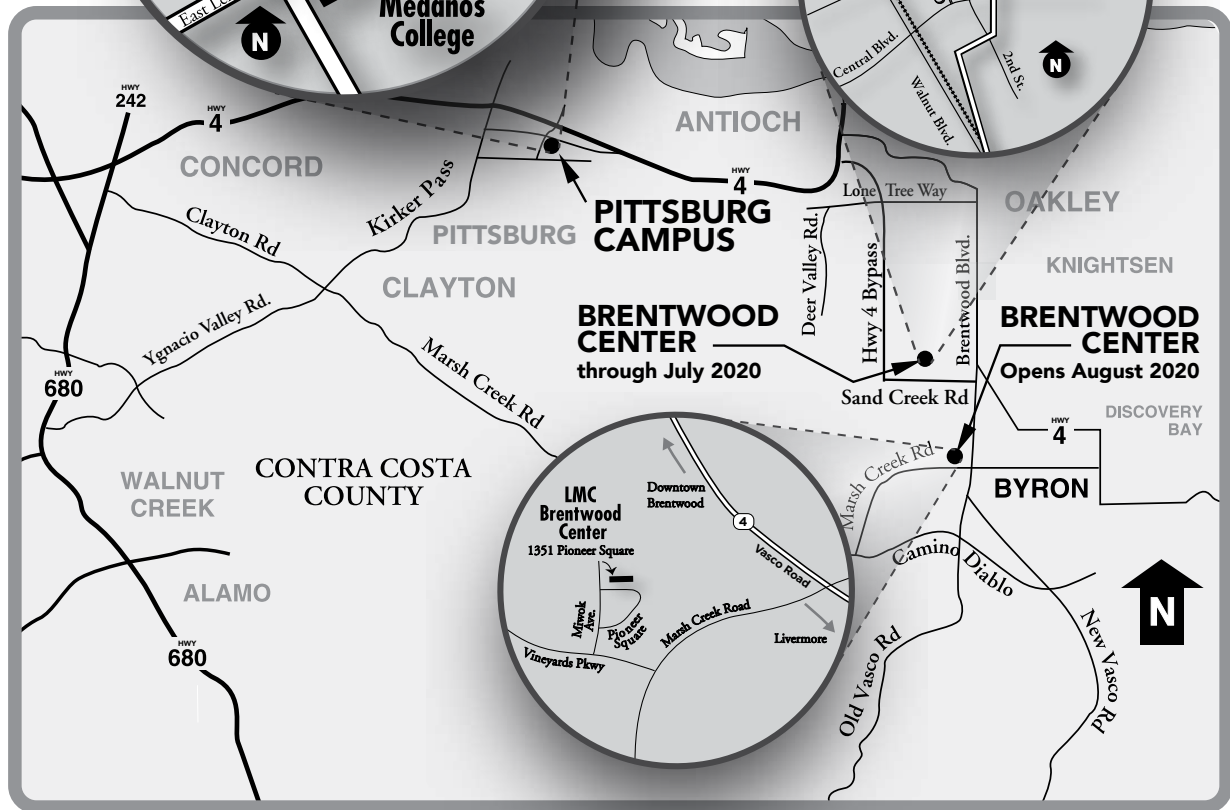 Medanos
College
N
Central Blvd.
Walnut Blvd.
2nd St.
N
HWY
242
HWY
4
CONCORD
ANTIOCH
Clayton Rd
Kirker Pass
HWY
4
PITTSBURG
CAMPUS
PITTSBURG
CLAYTON
Lone Tree Way
OAKLEY
Deer Valley Rd.
Hwy 4 Bypass
Brentwood Blvd.
KNIGHTSEN
Ygnacio Valley Rd.
BRENTWOOD
CENTER
through July 2020
BRENTWOOD
CENTER
Opens August 2020
Marsh Creek Rd
HWY
680
Sand Creek Rd
DISCOVERY
BAY
HWY
4
WALNUT
CREEK
CONTRA COSTA
COUNTY
Marsh Creek Rd
BYRON
LMC
Brentwood
Center
1351 Pioneer Square
Downtown
Brentwood
4
Vasco Road
Miwok
Ave.
Pioneer
Square
Marsh Creek Road
Livermore
Vineyards Pkwy
Camino Diablo
ALAMO
N
HWY
680
Old Vasco Rd
New Vasco Rd